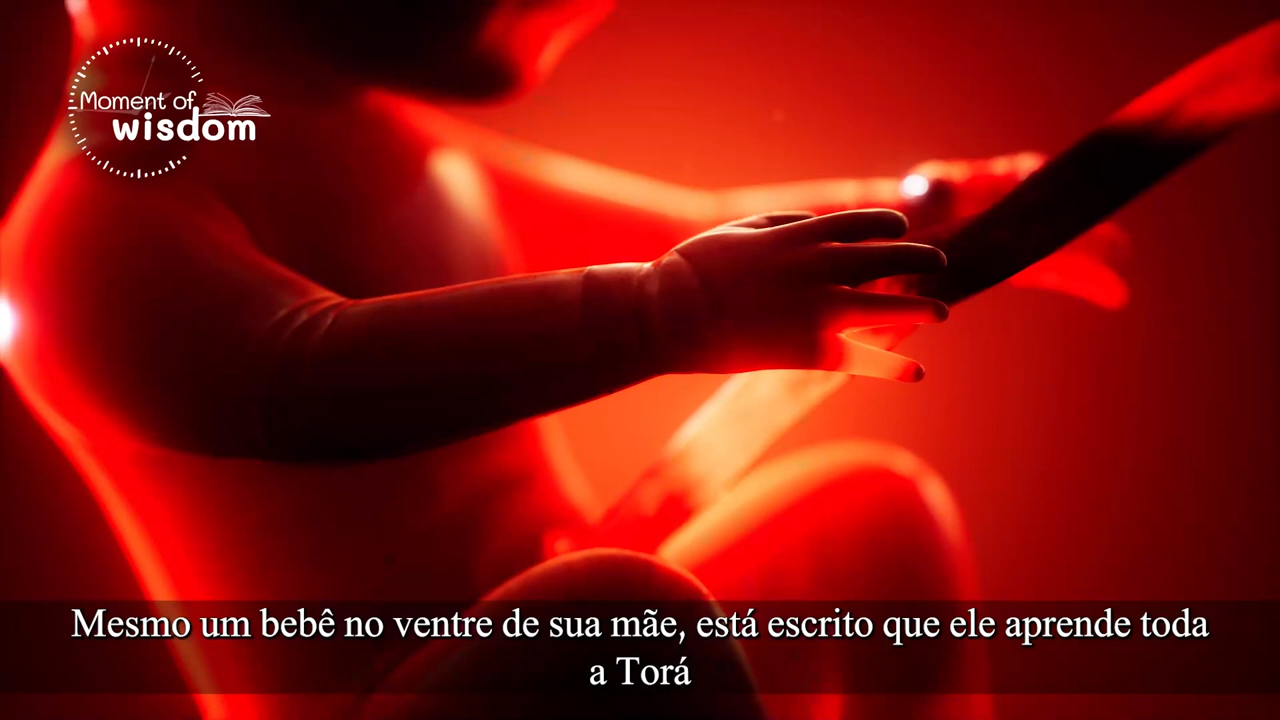 Moment of
wisdom
Mesmo um bebê no ventre de sua mãe, está escrito que ele aprende toda
a Torá